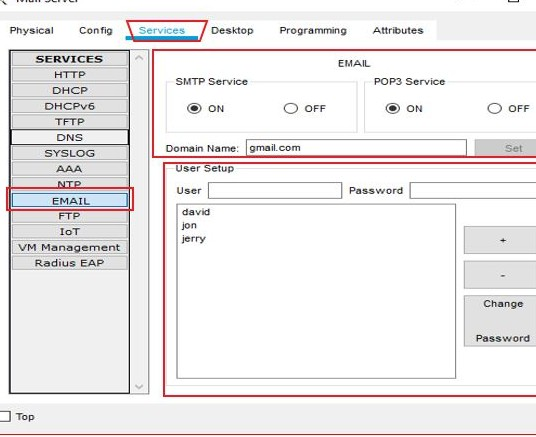 Mail Server
Physical Config Services Desktop Programming Attributes
SERVICES
HTTP
DHCP
DHCPv6
TFTP
DNS
SYSLOG
AAA
NTP
EMAIL
FTP
IoT
VM Management
Radius EAP
EMAIL
SMTP Service POP3 Service
ON OFF ON OFF
Domain Name: gmail.com Set
User Setup
User Password
david
jon
jerry
+
-
Change
Password
Top